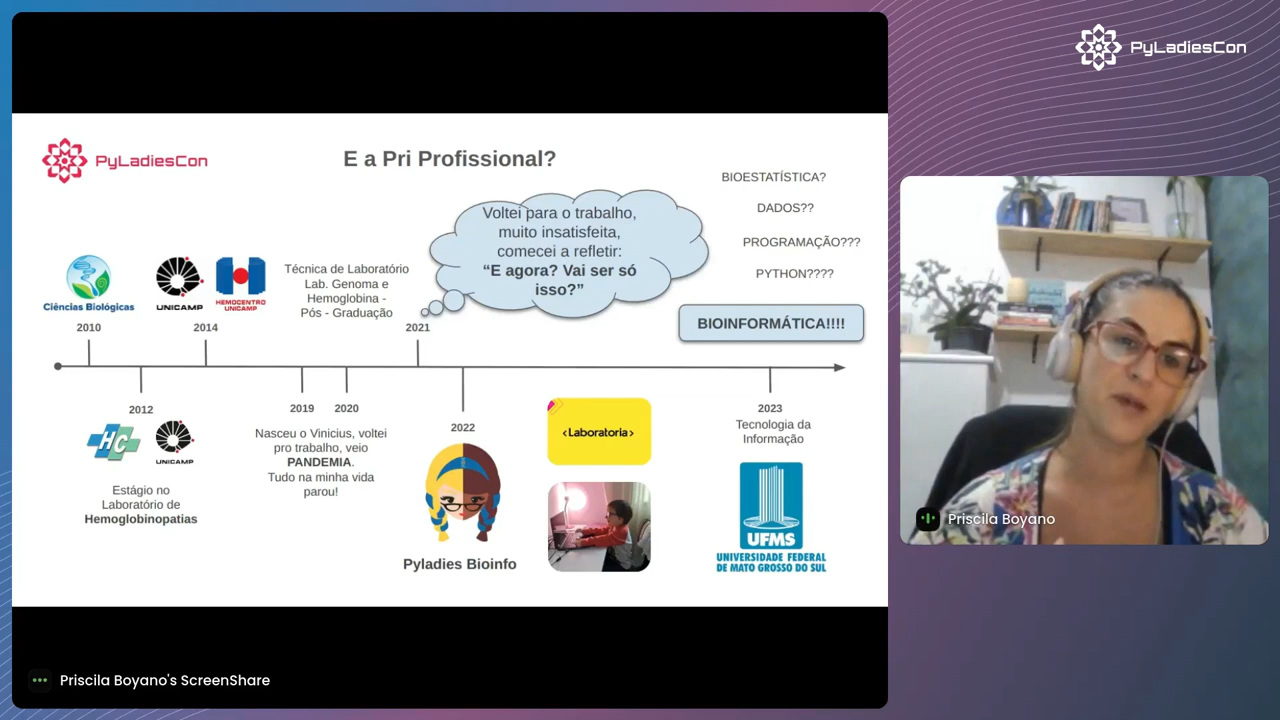 PyLadiesCon
PyLadiesCon
E a Pri Profissional?
BIOESTATÍSTICA?
DADOS??
PROGRAMAÇÃO???
PYTHON????
BIOINFORMÁTICA!!!!
Voltei para o trabalho,
muito insatisfeita,
comecei a refletir:
“E agora? Vai ser só
isso?”
Ciências Biológicas
UNICAMP
HEMOCENTRO
UNICAMP
Técnica de Laboratório
Lab. Genoma e
Hemoglobina -
Pós - Graduação
2010
2014
2021
2012
HC
UNICAMP
Estágio no
Laboratório de
Hemoglobinopatias
2019
2020
Nasceu o Vinicius, voltei
pro trabalho, veio
PANDEMIA.
Tudo na minha vida
parou!
2022
Pyladies Bioinfo
<Laboratoria>
2023
Tecnologia da
Informação
UFMS
UNIVERSIDADE FEDERAL
DE MATO GROSSO DO SUL
Priscila Boyano
Priscila Boyano's ScreenShare